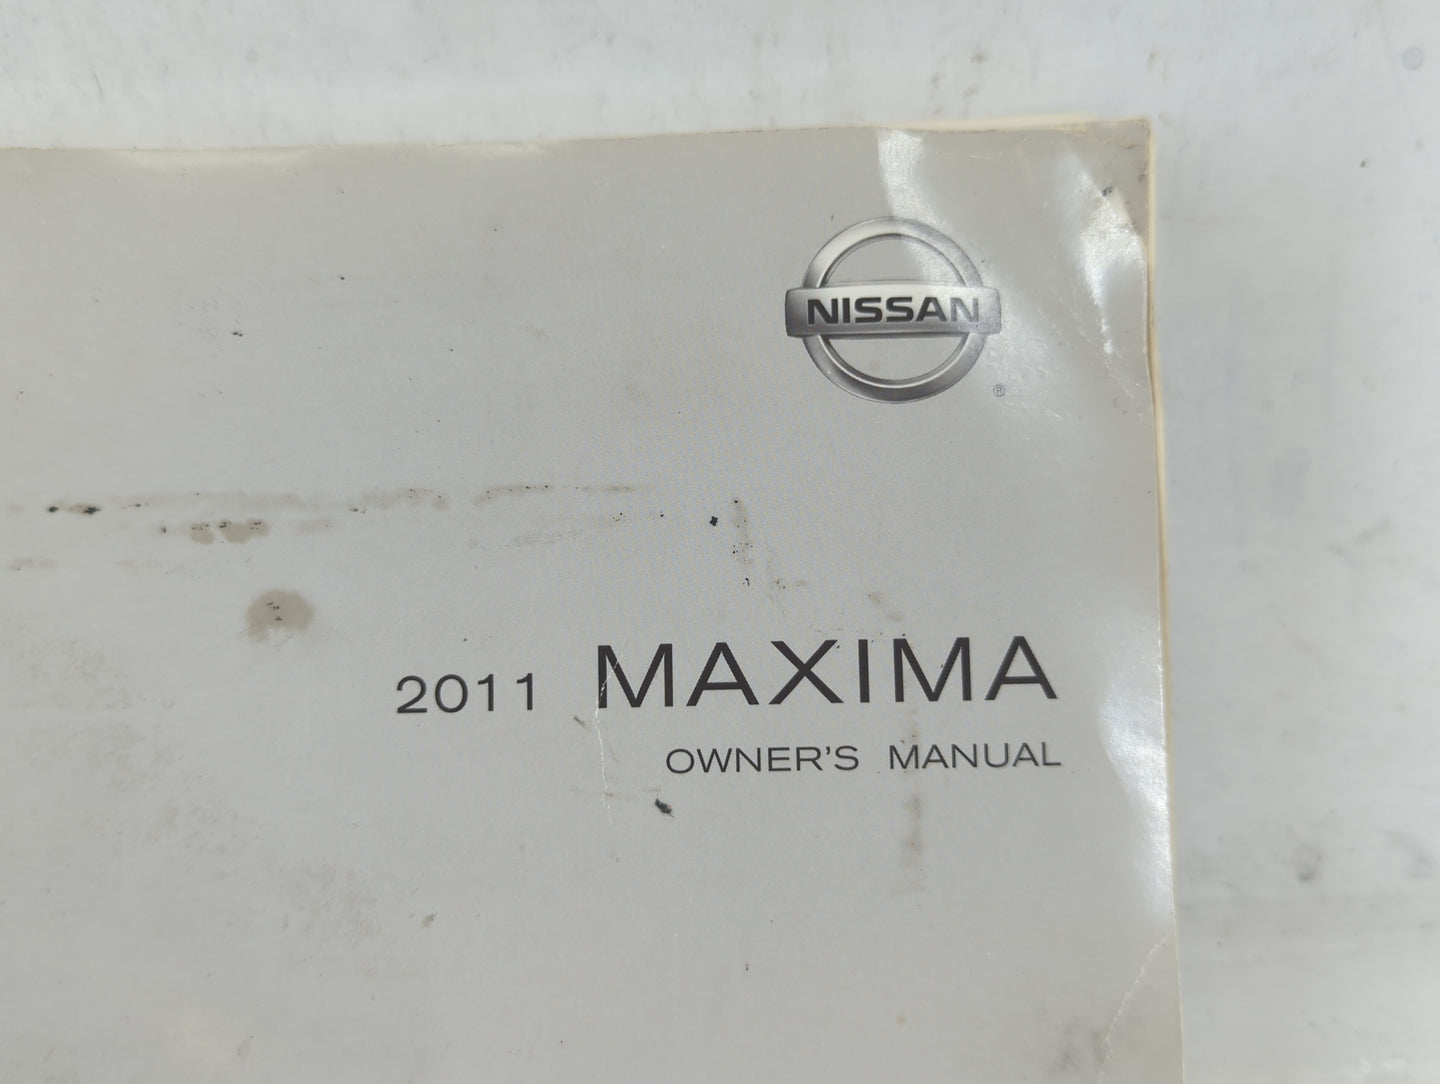 NISSAN
®
2011 MAXIMA
OWNER'S MANUAL